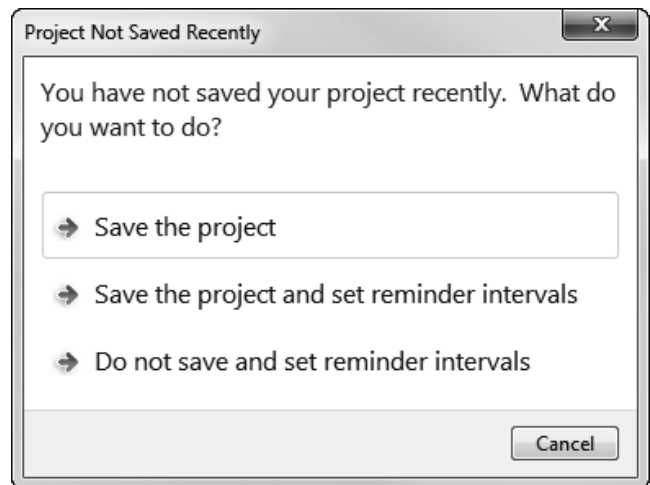 Project Not Saved Recently
You have not saved your project recently.  What do
you want to do?
Save the project
Save the project and set reminder intervals
Do not save and set reminder intervals
Cancel